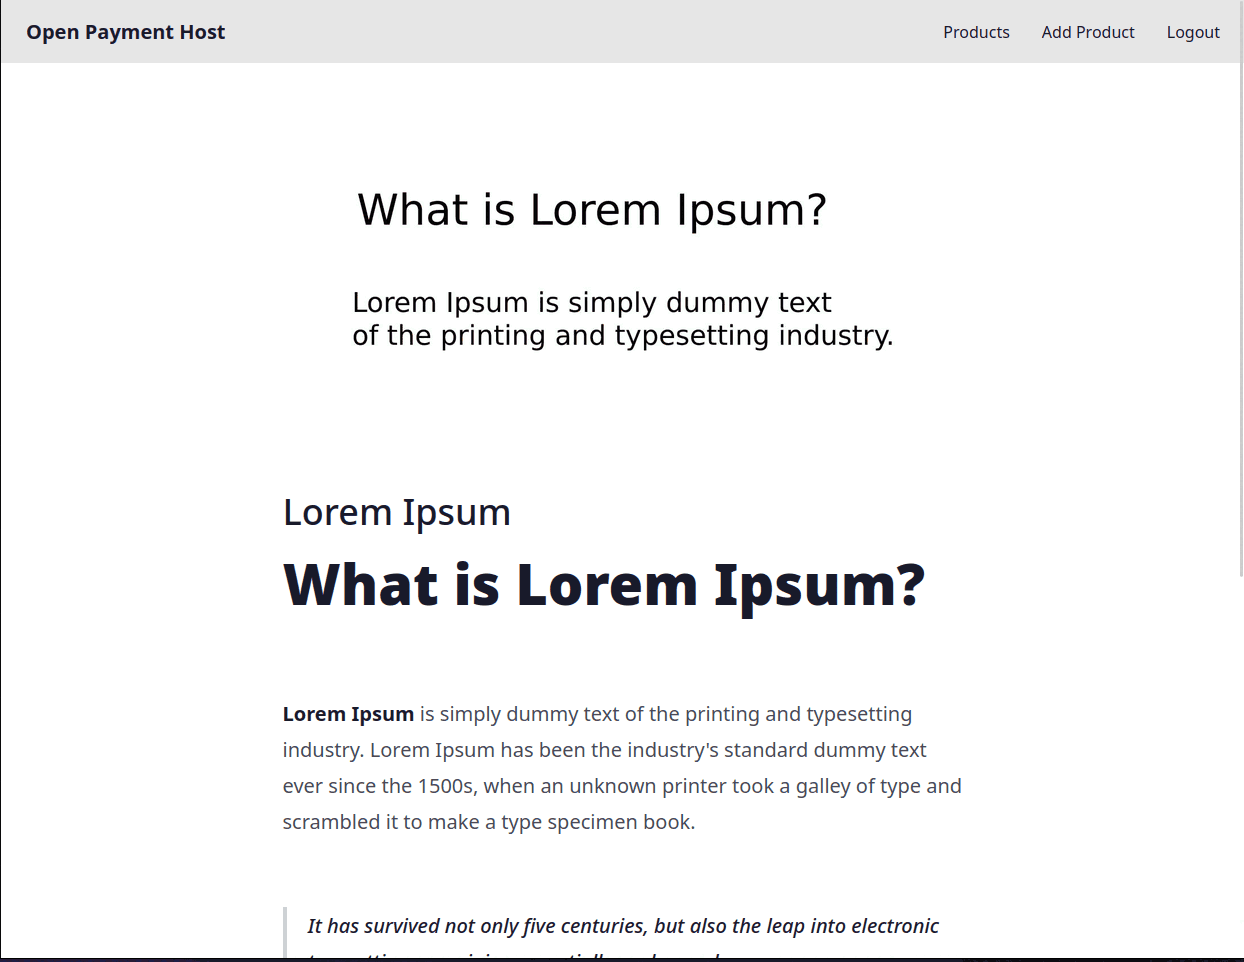 Open Payment Host
Products
Add Product
Logout
What is Lorem Ipsum?
Lorem Ipsum is simply dummy text
of the printing and typesetting industry.
Lorem Ipsum
What is Lorem Ipsum?
Lorem Ipsum is simply dummy text of the printing and typesetting
industry. Lorem Ipsum has been the industry's standard dummy text
ever since the 1500s, when an unknown printer took a galley of type and
scrambled it to make a type specimen book.
It has survived not only five centuries, but also the leap into electronic